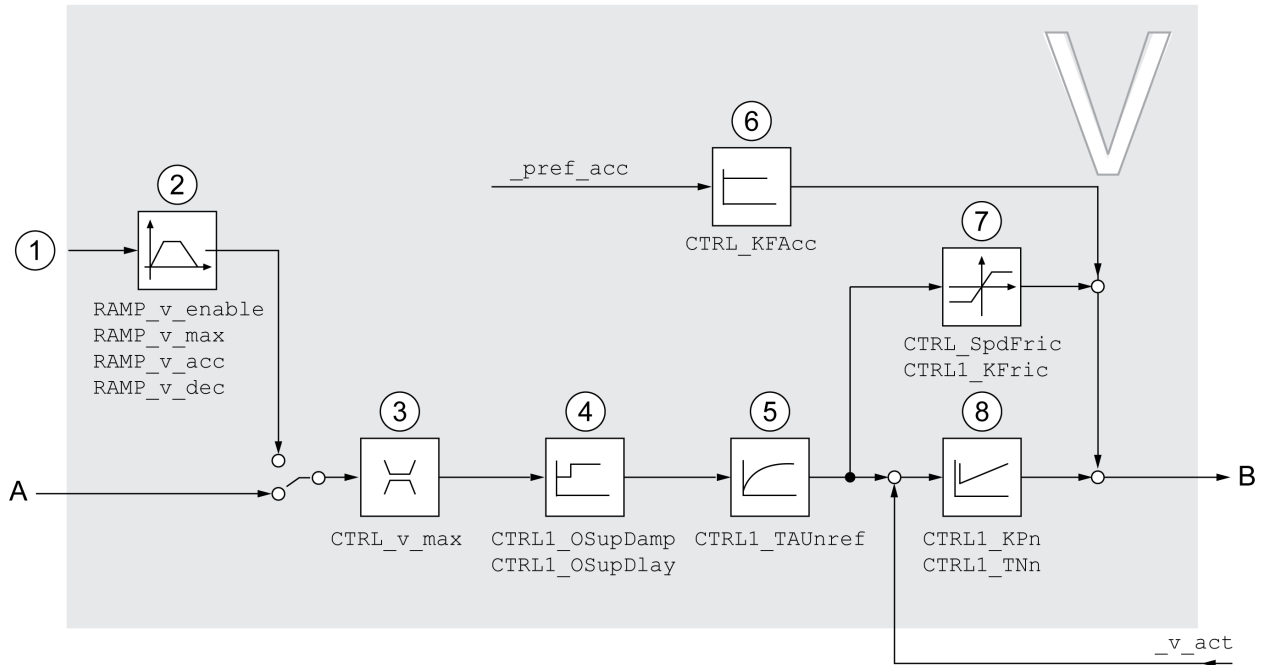 V
6
_pref_acc
2
7
CTRL_KFAcc
1
RAMP_v_enable
RAMP_v_max
RAMP_v_acc
RAMP_v_dec
CTRL_SpdFric
CTRL1_KFric
3
4
5
8
A
B
CTRL_v_max
CTRL1_OSupDamp
CTRL1_OSupDlay
CTRL1_TAUnref
CTRL1_KPn
CTRL1_TNn
_v_act